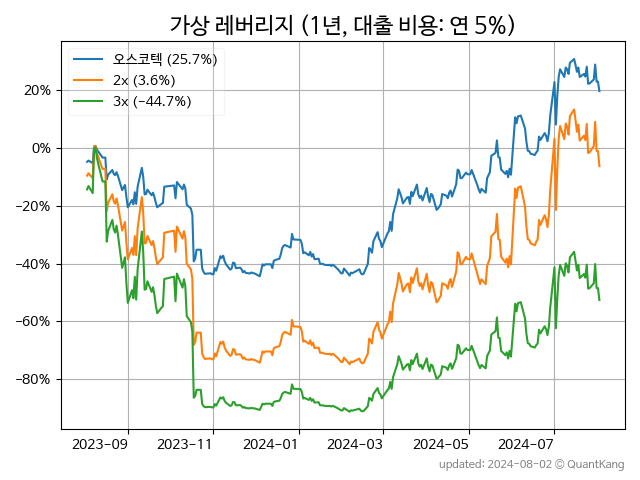 가상 레버리지 (1년, 대출 비용: 연 5%)
오스코텍 (25.7%)
2x (3.6%)
3x (−44.7%)
20%
0%
−20%
−40%
−60%
−80%
2023-09 2023-11 2024-01 2024-03 2024-05 2024-07
updated: 2024-08-02 © QuantKang